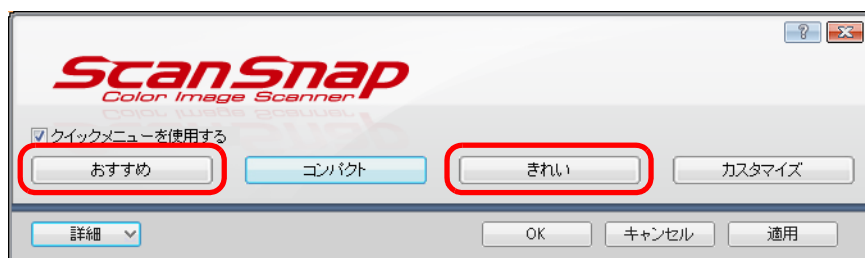 ScanSnap
Color Image Scanner
クイックメニューを使用する
おすすめ コンパクト きれい カスタマイズ
詳細 OK キャンセル 適用